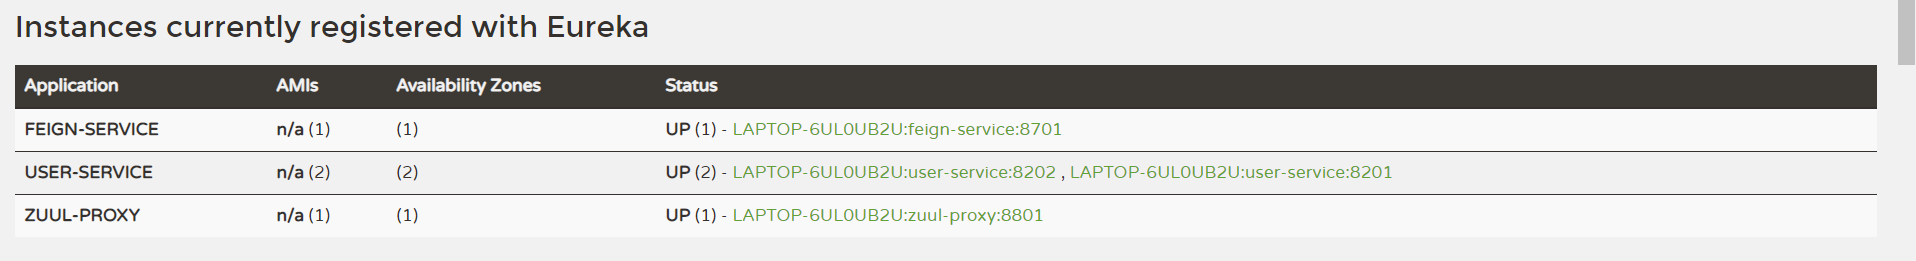 Instances currently registered with Eureka
Application AMIs Availability Zones Status
FEIGN-SERVICE n/a (1) (1) UP (1) - LAPTOP-6UL0UB2U:feign-service:8701
USER-SERVICE n/a (2) (2) UP (2) - LAPTOP-6UL0UB2U:user-service:8202 , LAPTOP-6UL0UB2U:user-service:8201
ZUUL-PROXY n/a (1) (1) UP (1) - LAPTOP-6UL0UB2U:zuul-proxy:8801